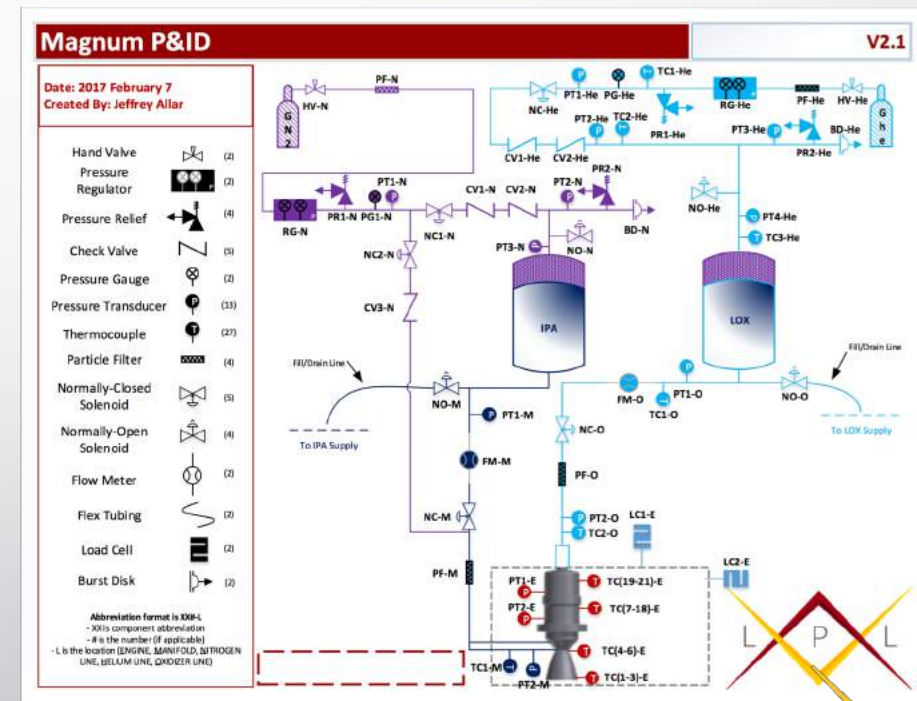 Magnum P&ID
V2.1
Date: 2017 February 7
Created By: Jeffrey Allar
Hand Valve (2)
Pressure
Regulator (2)
Pressure Relief (4)
Check Valve (5)
Pressure Gauge (2)
Pressure Transducer P (13)
Thermocouple T (27)
Particle Filter (4)
Normally-Closed
Solenoid (5)
Normally-Open
Solenoid (4)
Flow Meter (2)
Flex Tubing (2)
Load Cell (2)
Burst Disk (2)
Abbreviation format is XX#-L
- XX is component abbreviation
- # is the number (if applicable)
- L is the location (ENGINE, MANIFOLD, NITROGEN
LINE, HELIUM LINE, OXIDIZER LINE)
GN2
HV-N
PF-N
RG-N
PR1-N
PG1-N
PT1-N
NC1-N
CV1-N
CV2-N
PT2-N
PR2-N
BD-N
PT3-N
NO-N
NC2-N
CV3-N
IPA
NC-He
PT1-He
PG-He
TC1-He
PR1-He
RG-He
PF-He
HV-He
Ghe
CV1-He
CV2-He
PT2-He
TC2-He
PT3-He
PR2-He
BD-He
NO-He
PT4-He
TC3-He
LOX
Fill/Drain Line
To IPA Supply
NO-M
PT1-M
FM-M
NC-M
PF-M
TC1-M
PT2-M
Fill/Drain Line
To LOX Supply
NO-O
PT1-O
TC1-O
FM-O
NC-O
PF-O
PT2-O
TC2-O
LC1-E
LC2-E
PT1-E
PT2-E
TC(19-21)-E
TC(7-18)-E
TC(4-6)-E
TC(1-3)-E
L P L